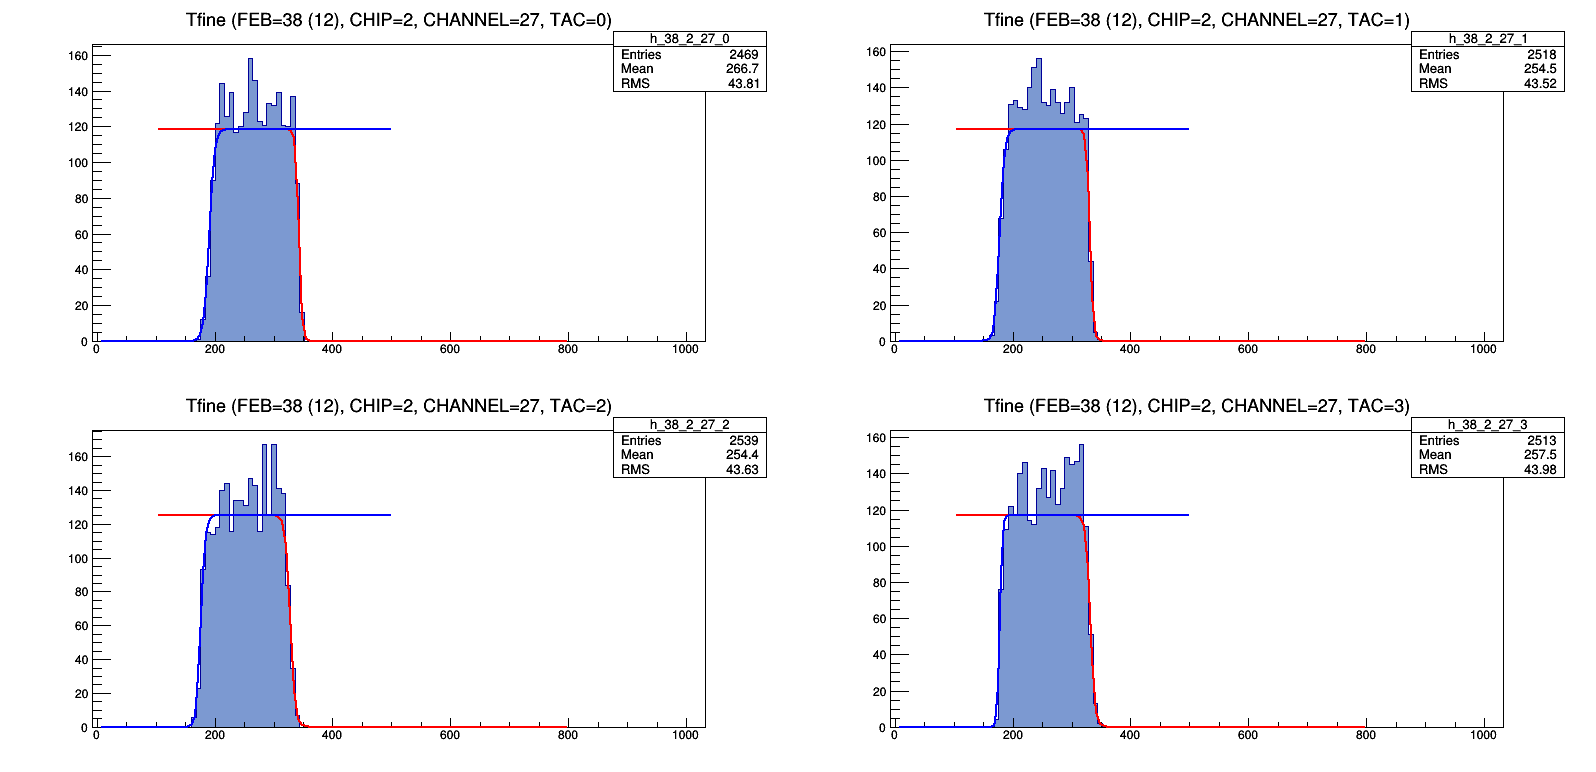 Tfine (FEB=38 (12), CHIP=2, CHANNEL=27, TAC=0)
h_38_2_27_0
Entries 2469
Mean 266.7
RMS 43.81
160
140
120
100
80
60
40
20
0
0 200 400 600 800 1000
Tfine (FEB=38 (12), CHIP=2, CHANNEL=27, TAC=1)
h_38_2_27_1
Entries 2518
Mean 254.5
RMS 43.52
160
140
120
100
80
60
40
20
0
0 200 400 600 800 1000
Tfine (FEB=38 (12), CHIP=2, CHANNEL=27, TAC=2)
h_38_2_27_2
Entries 2539
Mean 254.4
RMS 43.63
160
140
120
100
80
60
40
20
0
0 200 400 600 800 1000
Tfine (FEB=38 (12), CHIP=2, CHANNEL=27, TAC=3)
h_38_2_27_3
Entries 2513
Mean 257.5
RMS 43.98
160
140
120
100
80
60
40
20
0
0 200 400 600 800 1000